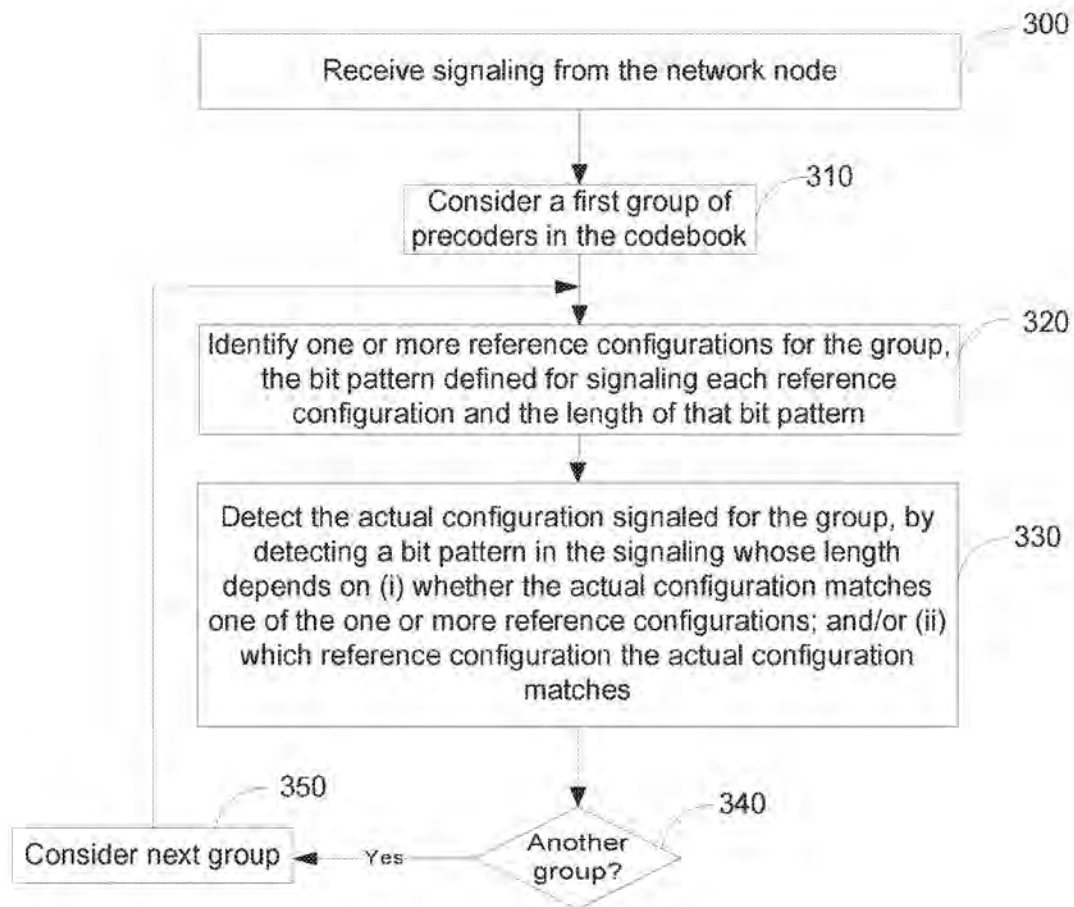 300
Receive signaling from the network node
310
Consider a first group of
precoders in the codebook
320
Identify one or more reference configurations for the group,
the bit pattern defined for signaling each reference
configuration and the length of that bit pattern
330
Detect the actual configuration signaled for the group, by
detecting a bit pattern in the signaling whose length
depends on (i) whether the actual configuration matches
one of the one or more reference configurations; and/or (ii)
which reference configuration the actual configuration
matches
340
Another
group?
Yes
350
Consider next group